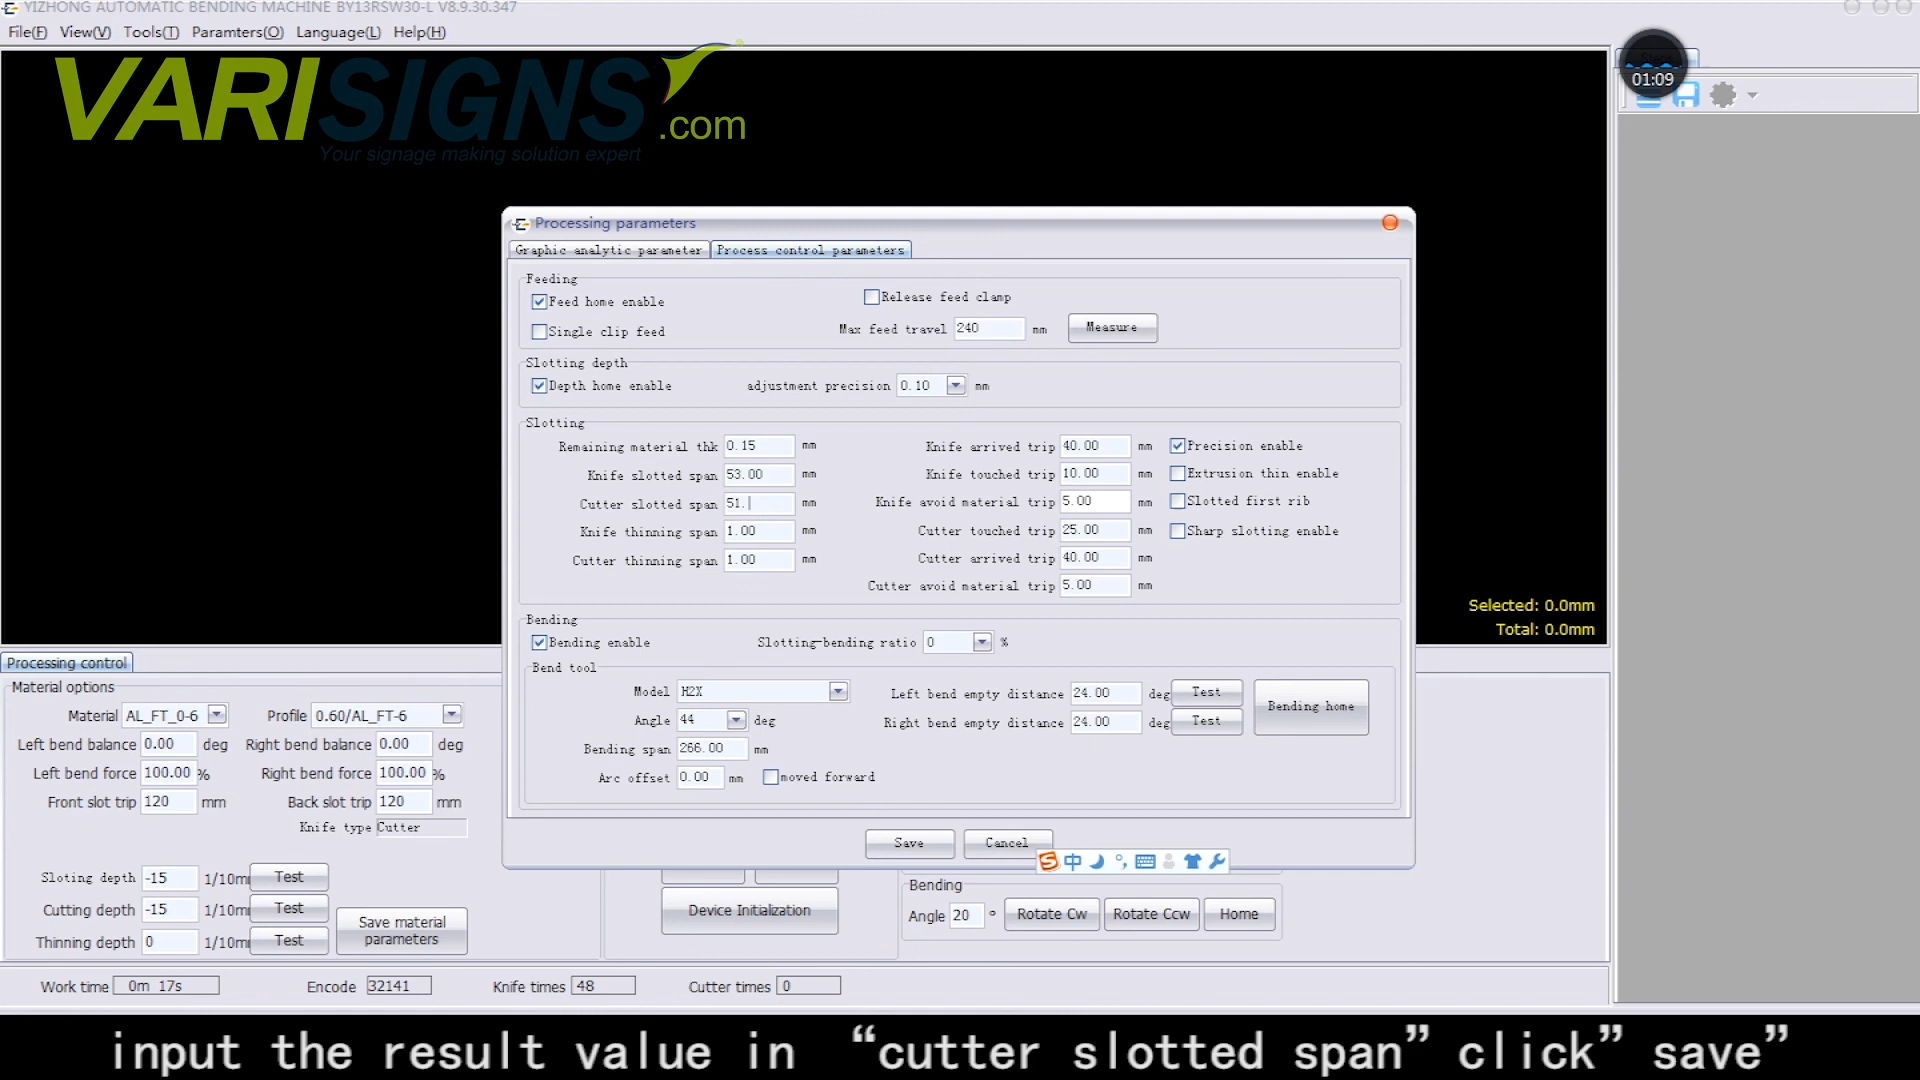 YIZHONG AUTOMATIC BENDING MACHINE BY13RSW30-L V8.9.30.347
File(F) View(V) Tools(T) Paramters(O) Language(L) Help(H)
VARISIGNS.com
Your signage making solution expert
01:09
Processing parameters
Graphic analytic parameter Process control parameters
Feeding
Feed home enable Release feed clamp
Single clip feed Max feed travel 240 mm Measure
Slotting depth
Depth home enable adjustment precision 0.10 mm
Slotting
Remaining material thk 0.15 mm Knife arrived trip 40.00 mm Precision enable
Knife slotted span 53.00 mm Knife touched trip 10.00 mm Extrusion thin enable
Cutter slotted span 51. mm Knife avoid material trip 5.00 mm Slotted first rib
Knife thinning span 1.00 mm Cutter touched trip 25.00 mm Sharp slotting enable
Cutter thinning span 1.00 mm Cutter arrived trip 40.00 mm
Cutter avoid material trip 5.00 mm
Bending
Bending enable Slotting-bending ratio 0 %
Bend tool
Model H2X Left bend empty distance 24.00 deg Test Bending home
Angle 44 deg Right bend empty distance 24.00 deg Test
Bending span 266.00 mm
Arc offset 0.00 mm moved forward
Save Cancel
中
Selected: 0.0mm
Total: 0.0mm
Processing control
Material options
Material AL_FT_0-6 Profile 0.60/AL_FT-6
Left bend balance 0.00 deg Right bend balance 0.00 deg
Left bend force 100.00 % Right bend force 100.00 %
Front slot trip 120 mm Back slot trip 120 mm
Knife type Cutter
Sloting depth -15 1/10m Test
Cutting depth -15 1/10m Test
Thinning depth 0 1/10m Test
Save material parameters
Device Initialization
Bending
Angle 20 ° Rotate Cw Rotate Ccw Home
Work time 0m 17s Encode 32141 Knife times 48 Cutter times 0
input the result value in “cutter slotted span”click”save”